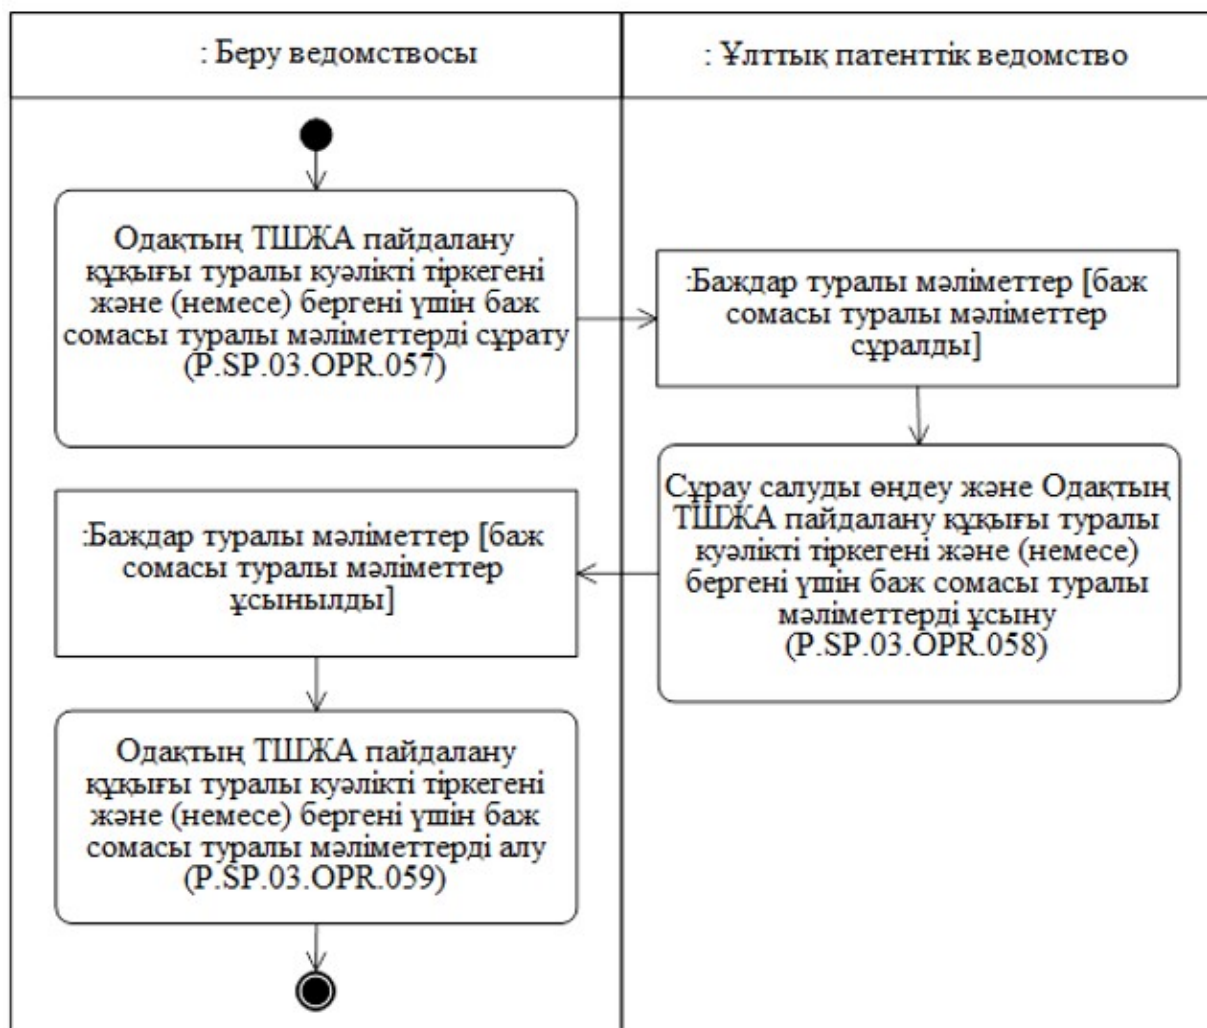 : Беру ведомствосы
: Ұлттық патенттік ведомство
Одақтың ТШЖА пайдалану
құқығы туралы куәлікті тіркегені
және (немесе) бергені үшін баж
сомасы туралы мәліметтерді сұрату
(P.SP.03.OPR.057)
:Баждар туралы мәліметтер [баж
сомасы туралы мәліметтер
сұралды]
Сұрау салуды өңдеу және Одақтың
ТШЖА пайдалану құқығы туралы
куәлікті тіркегені және (немесе)
бергені үшін баж сомасы туралы
мәліметтерді ұсыну
(P.SP.03.OPR.058)
:Баждар туралы мәліметтер [баж
сомасы туралы мәліметтер
ұсынылды]
Одақтың ТШЖА пайдалану
құқығы туралы куәлікті тіркегені
және (немесе) бергені үшін баж
сомасы туралы мәліметтерді алу
(P.SP.03.OPR.059)